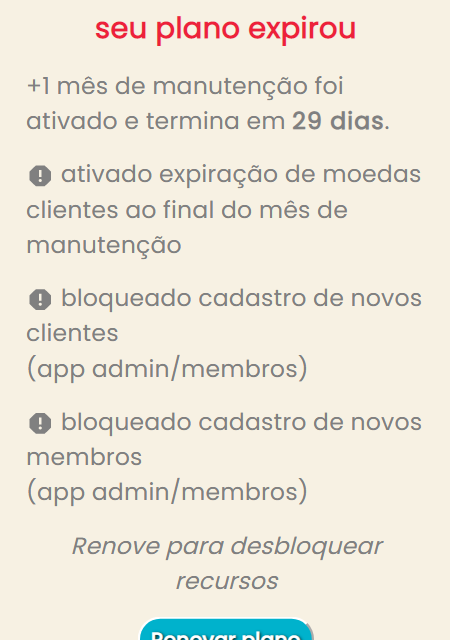 seu plano expirou
+1 mês de manutenção foi
ativado e termina em 29 dias.
ativado expiração de moedas
clientes ao final do mês de
manutenção
bloqueado cadastro de novos
clientes
(app admin/membros)
bloqueado cadastro de novos
membros
(app admin/membros)
Renove para desbloquear
recursos
Renovar plano